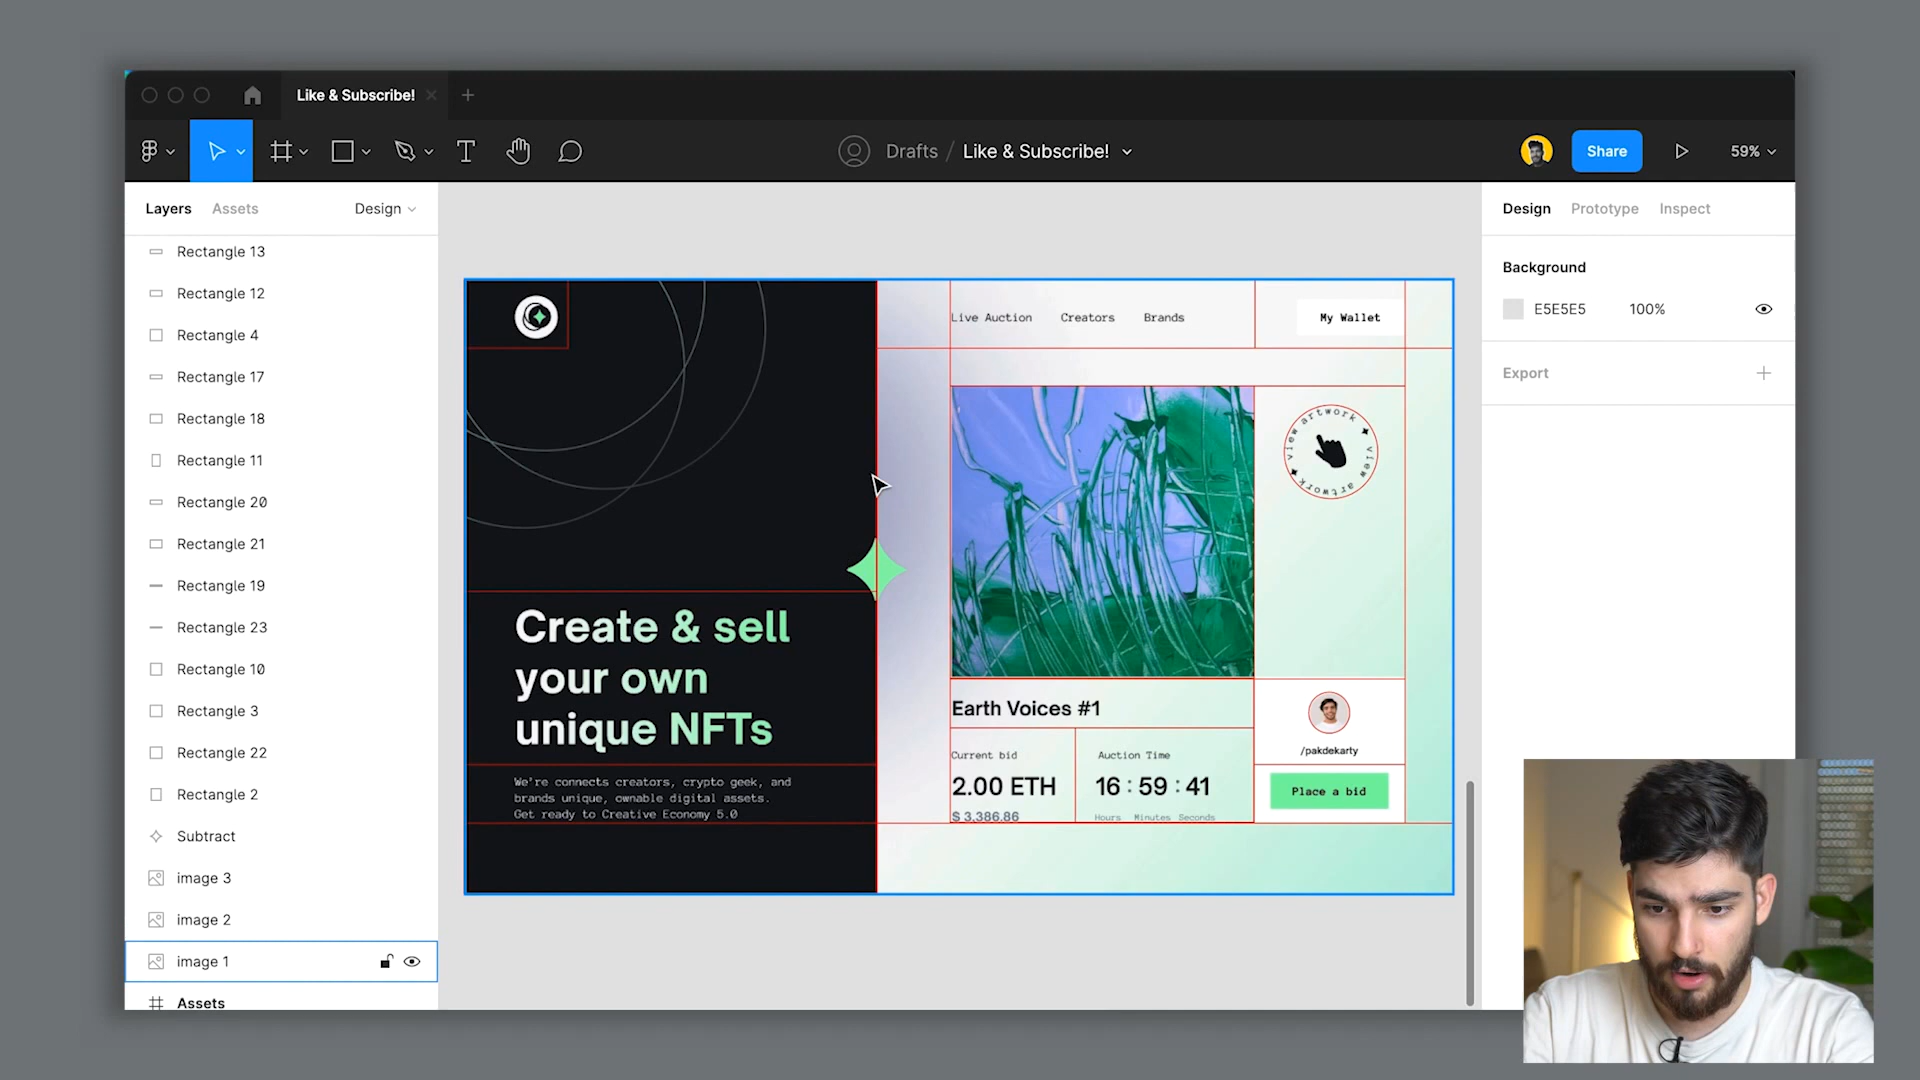 Like & Subscribe!
Drafts / Like & Subscribe!
Share
59%
Layers
Assets
Design
Rectangle 13
Rectangle 12
Rectangle 4
Rectangle 17
Rectangle 18
Rectangle 11
Rectangle 20
Rectangle 21
Rectangle 19
Rectangle 23
Rectangle 10
Rectangle 3
Rectangle 22
Rectangle 2
Subtract
image 3
image 2
image 1
Assets
Live Auction
Creators
Brands
My Wallet
view artwork
view artwork
Create & sell
your own
unique NFTs
We're connects creators, crypto geek, and
brands unique, ownable digital assets.
Get ready to Creative Economy 5.0
Earth Voices #1
Current bid
2.00 ETH
$ 3,386.86
Auction Time
16 : 59 : 41
Hours Minutes Seconds
/pakdekarty
Place a bid
Design
Prototype
Inspect
Background
E5E5E5
100%
Export